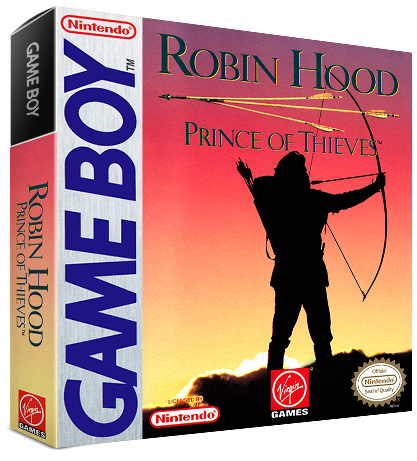 GAME BOY
ROBIN HOOD
PRINCE OF THIEVES™
Virgin
GAMES
Nintendo
GAME BOY™
ROBIN HOOD
PRINCE OF THIEVES™
LICENSED BY
Nintendo
Virgin
GAMES
Official
Nintendo
Seal of Quality